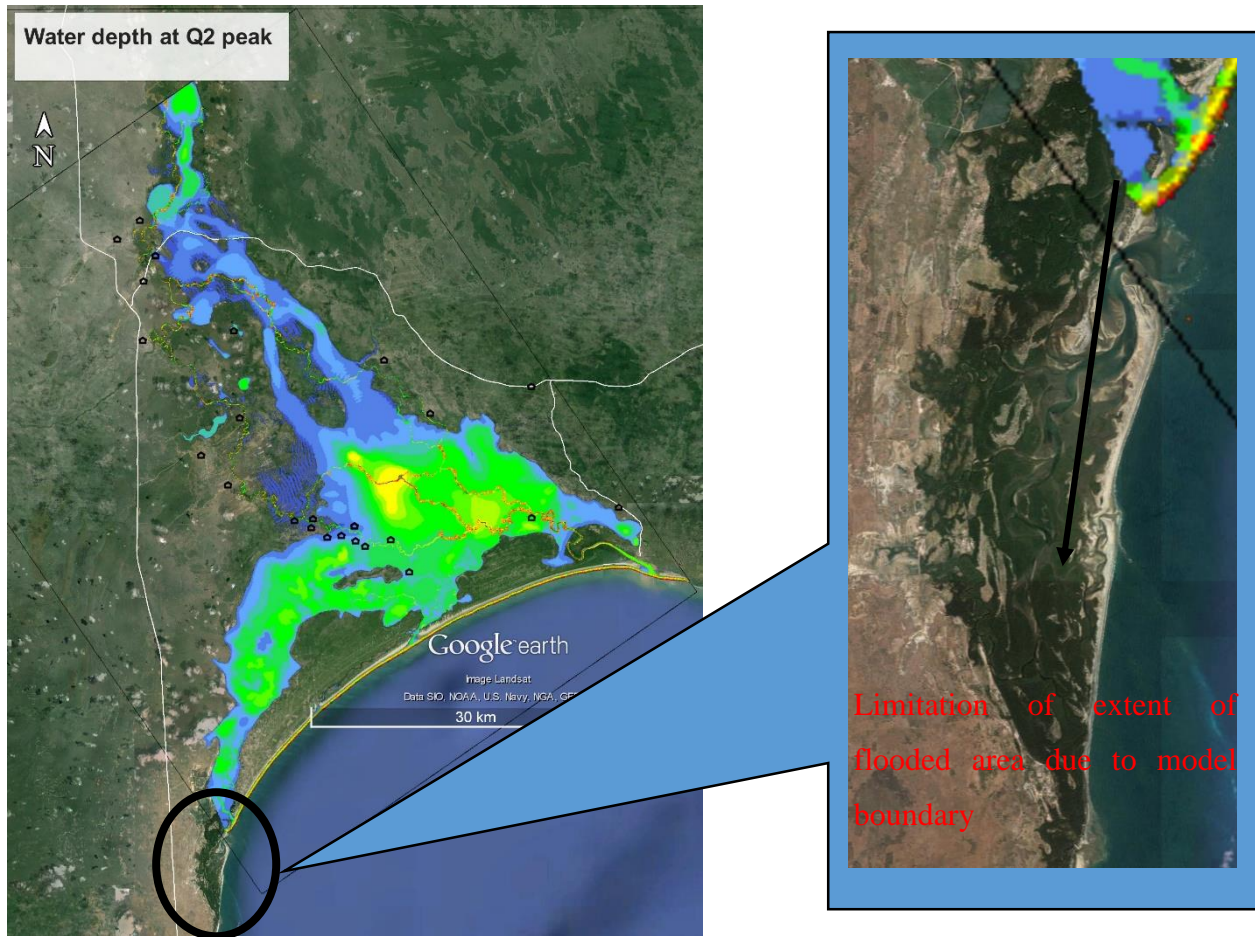 Water depth at Q2 peak
N
Google earth
Image Landsat
Data SIO, NOAA, U.S. Navy, NGA,
30 km
Limitation of extent of
flooded area due to model
boundary